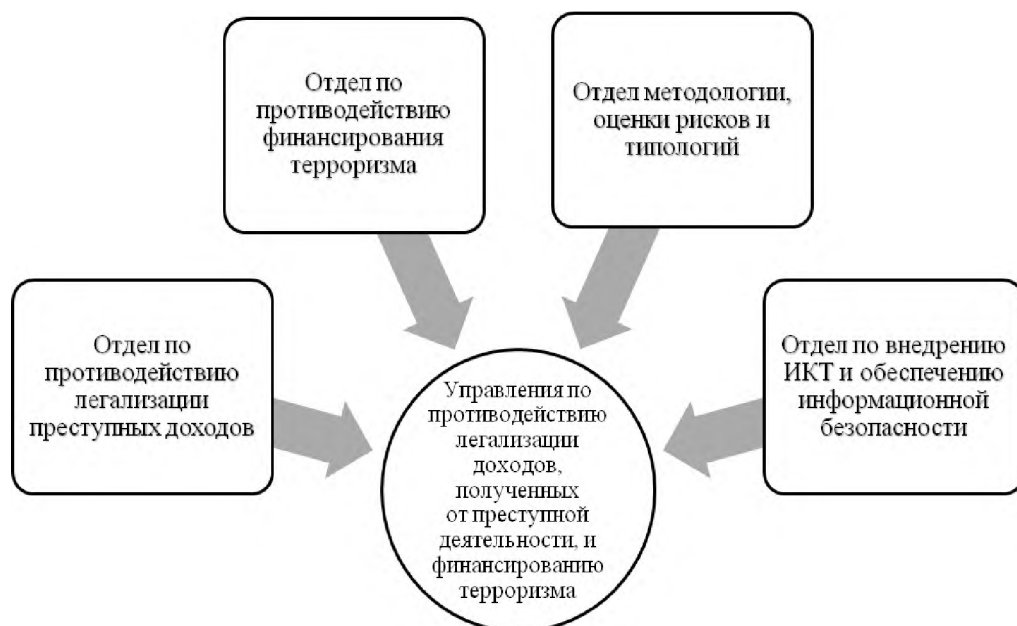 Отдел по
противодействию
финансирования
терроризма
Отдел методологии,
оценки рисков и
типологий
Отдел по
противодействию
легализации
преступных доходов
Отдел по внедрению
ИКТ и обеспечению
информационной
безопасности
Управления по
противодействию
легализации
доходов,
полученных
от преступной
деятельности, и
финансированию
терроризма